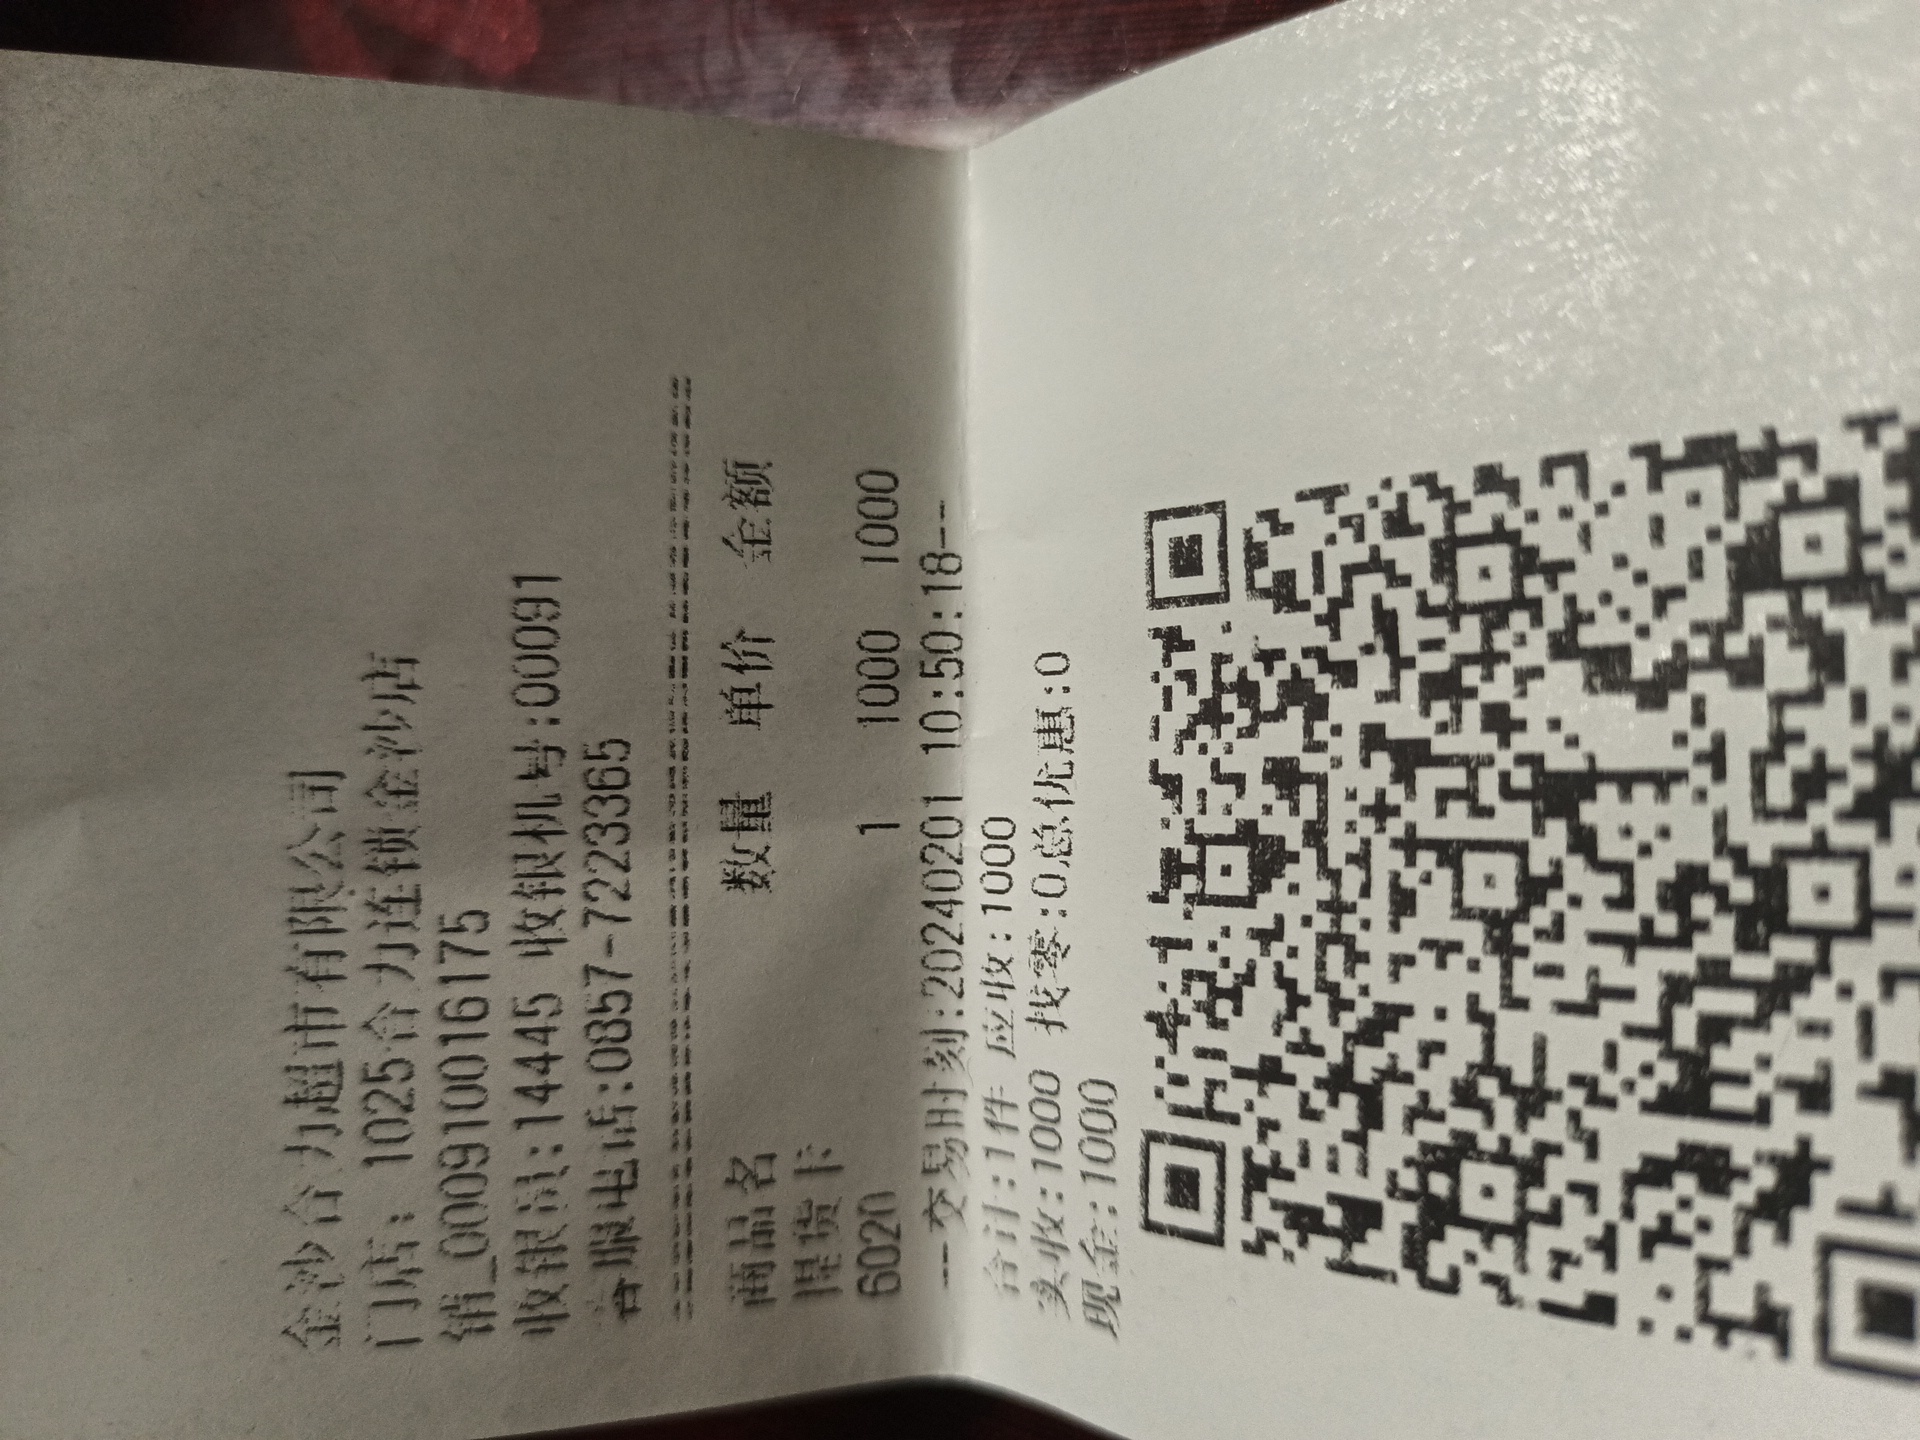 金沙合力超市有限公司
门店: 1025合力连锁金沙店
销_00091000016175
收银员:14445 收银机号:00091
客服电话:0857-7223365
================================
商品名 数量 单价 金额
提货卡
6020 1 1000 1000
--交易时刻:20240201 10:50:18--
合计:1件 应收:1000
实收:1000 找零:0总优惠:0
现金:1000